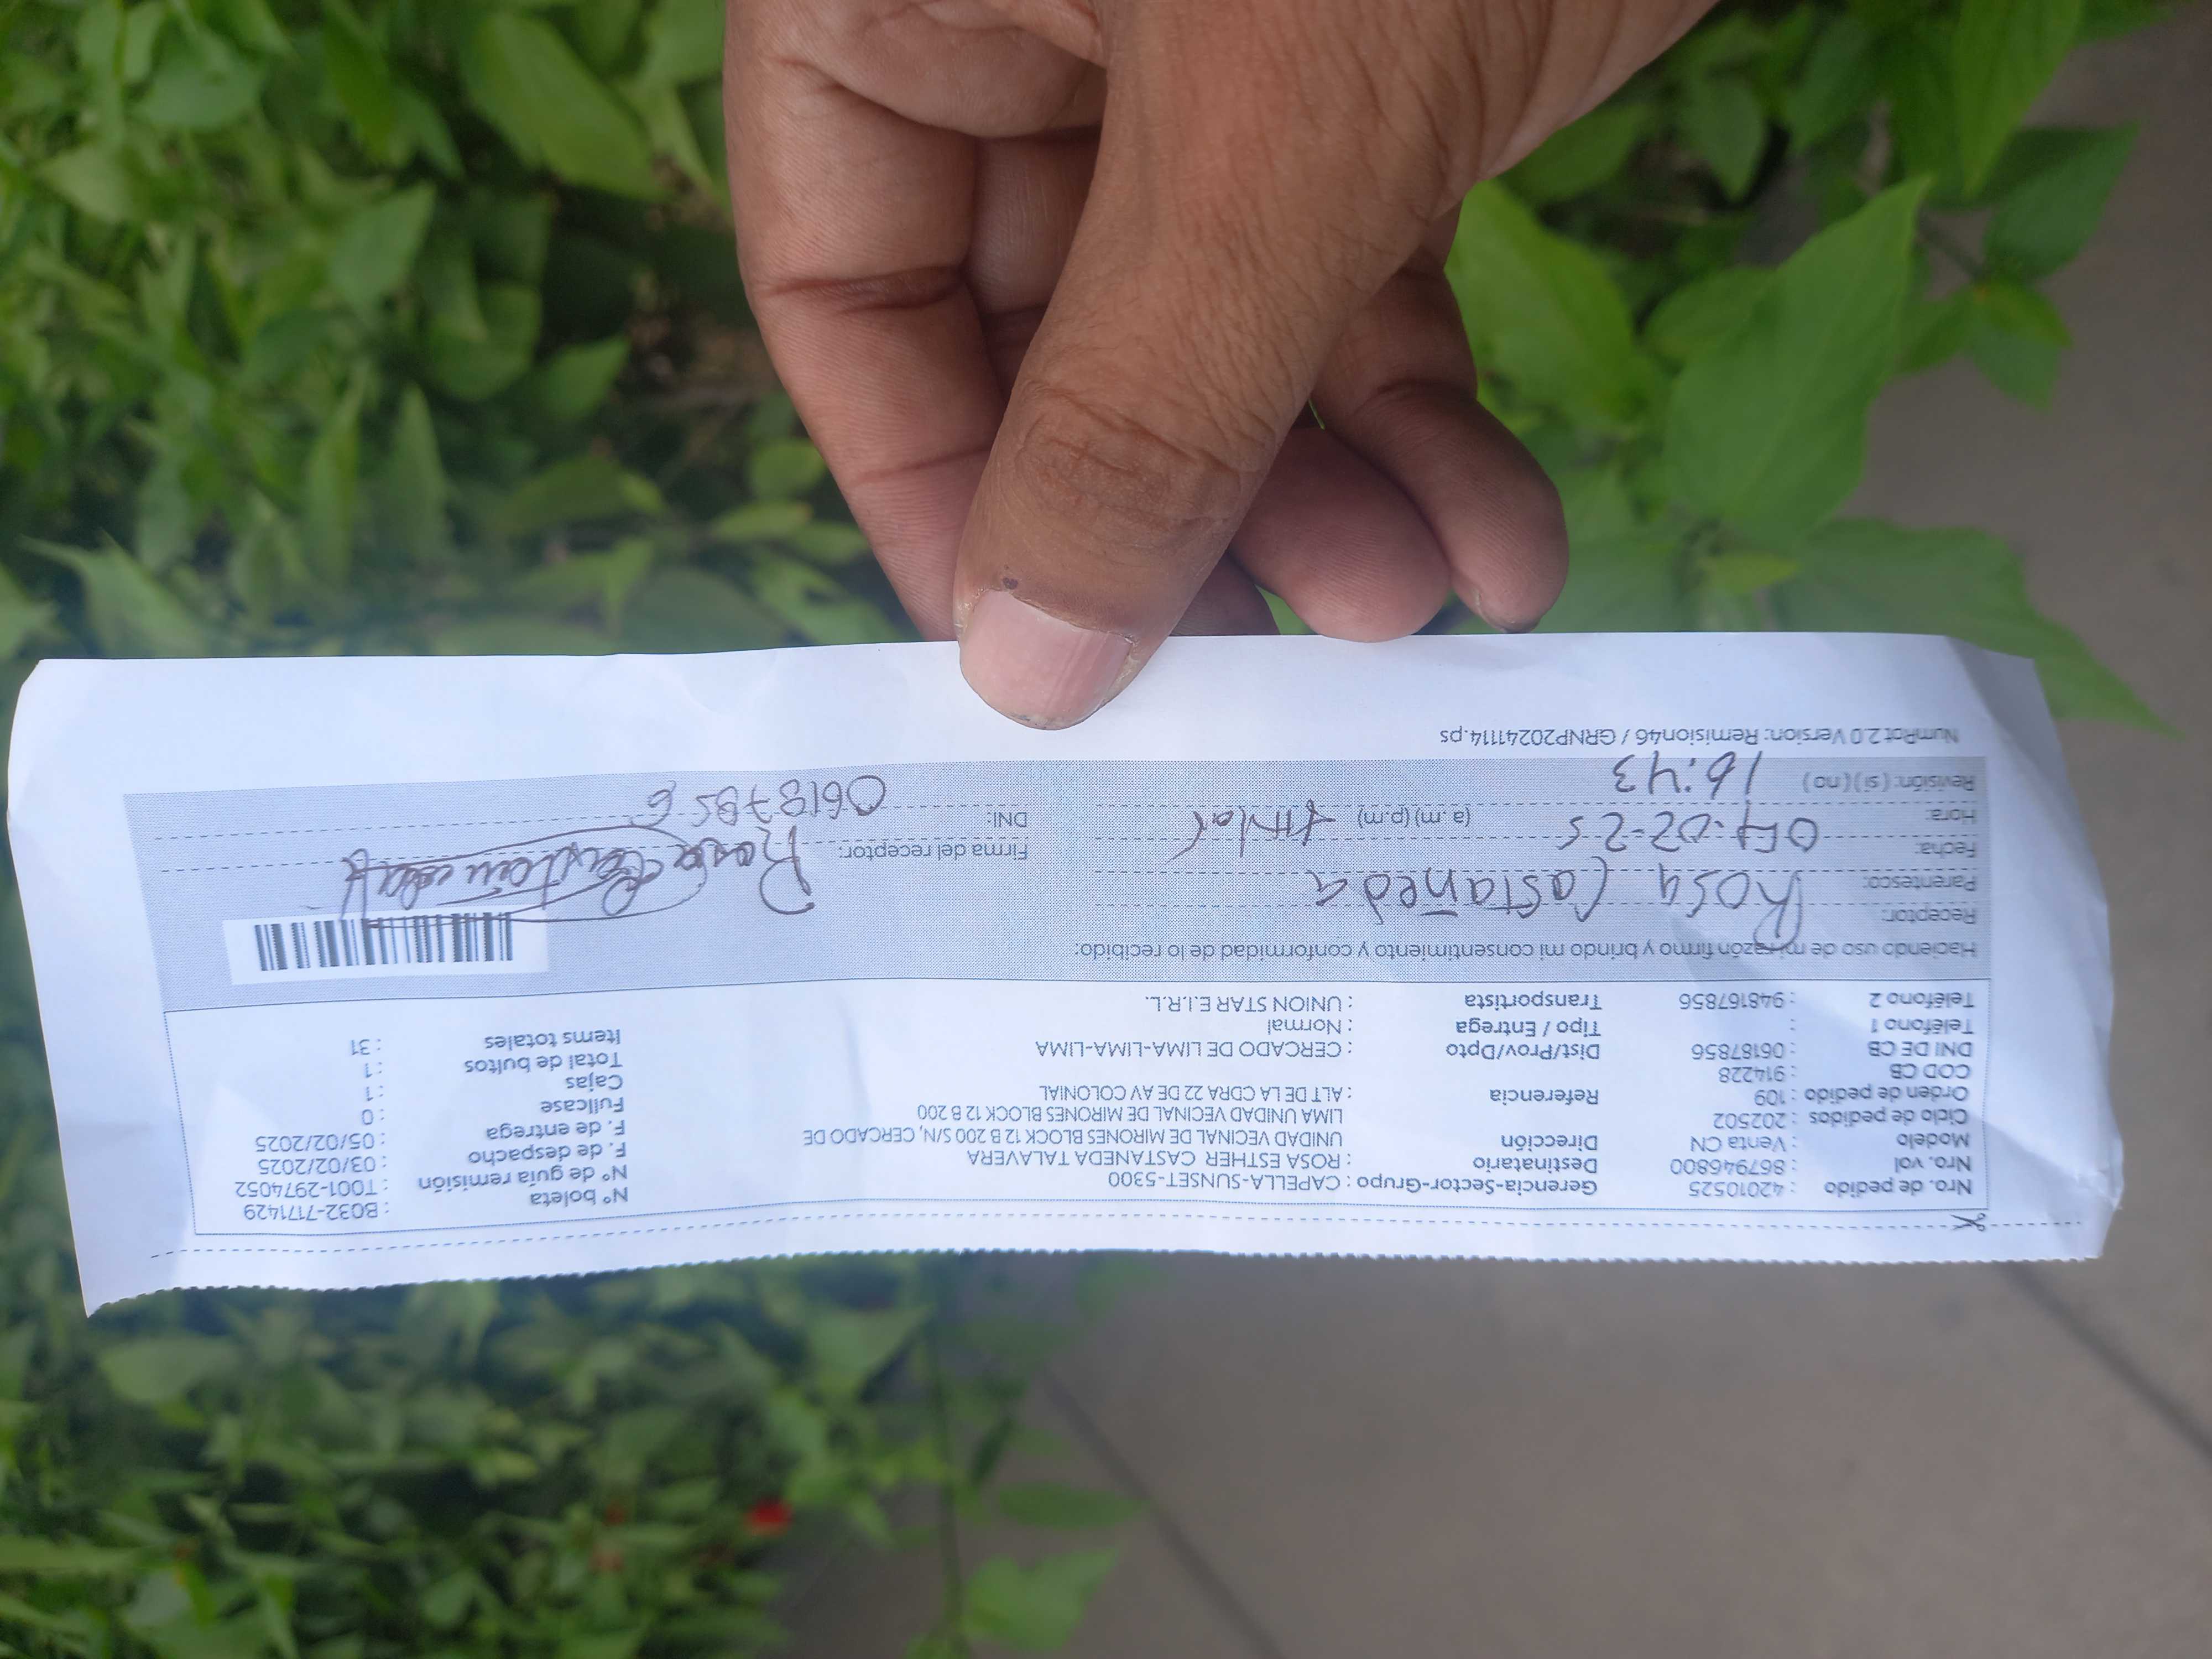 Nro. de pedido : 42010525 Gerencia-Sector-Grupo : CAPELLA-SUNSET-5300 N° boleta : B032-7171429
Nro. vol : 867946800 Destinatario : ROSA ESTHER CASTANEDA TALAVERA N° de guía remisión : T001-2974052
Modelo : Venta CN Dirección UNIDAD VECINAL DE MIRONES BLOCK 12 B 200 S/N, CERCADO DE F. de despacho : 03/02/2025
Ciclo de pedidos : 202502 LIMA UNIDAD VECINAL DE MIRONES BLOCK 12 B 200 F. de entrega : 05/02/2025
Orden de pedido : 109 Referencia : ALT DE LA CDRA 22 DE AV COLONIAL Fullcase : 0
COD CB : 914228 Cajas : 1
DNI DE CB : 06187856 Dist/Prov/Dpto : CERCADO DE LIMA-LIMA-LIMA Total de bultos : 1
Teléfono 1 : Tipo / Entrega : Normal Items totales : 31
Teléfono 2 : 948167856 Transportista : UNION STAR E.I.R.L.
Haciendo uso de mi razón firmo y brindo mi consentimiento y conformidad de lo recibido:
Receptor: Rosa Castañeda
Parentesco:
Fecha: 04-02-25 Firma del receptor: Rosa
Hora: (a.m) (p.m) DNI: 06187856
Revisión: ( si ) ( no ) 16:43
NumRot 2.0 Version: Remision46 / GRNP20241114.ps